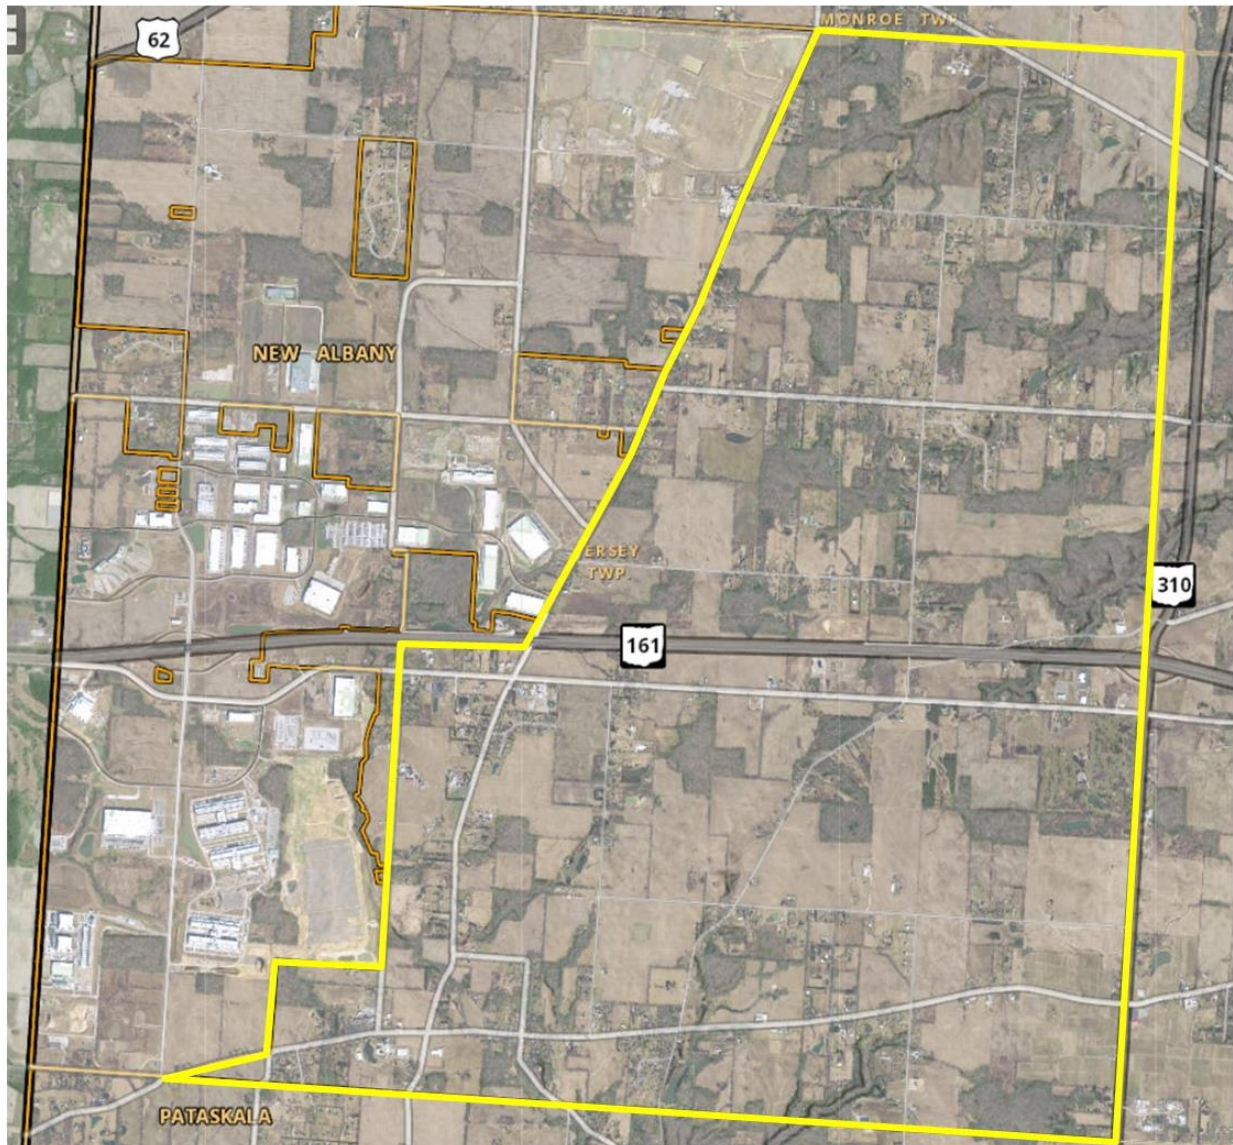 MONROE TWP.
62
NEW ALBANY
ERSEY
TWP.
161
310
PATASKALA